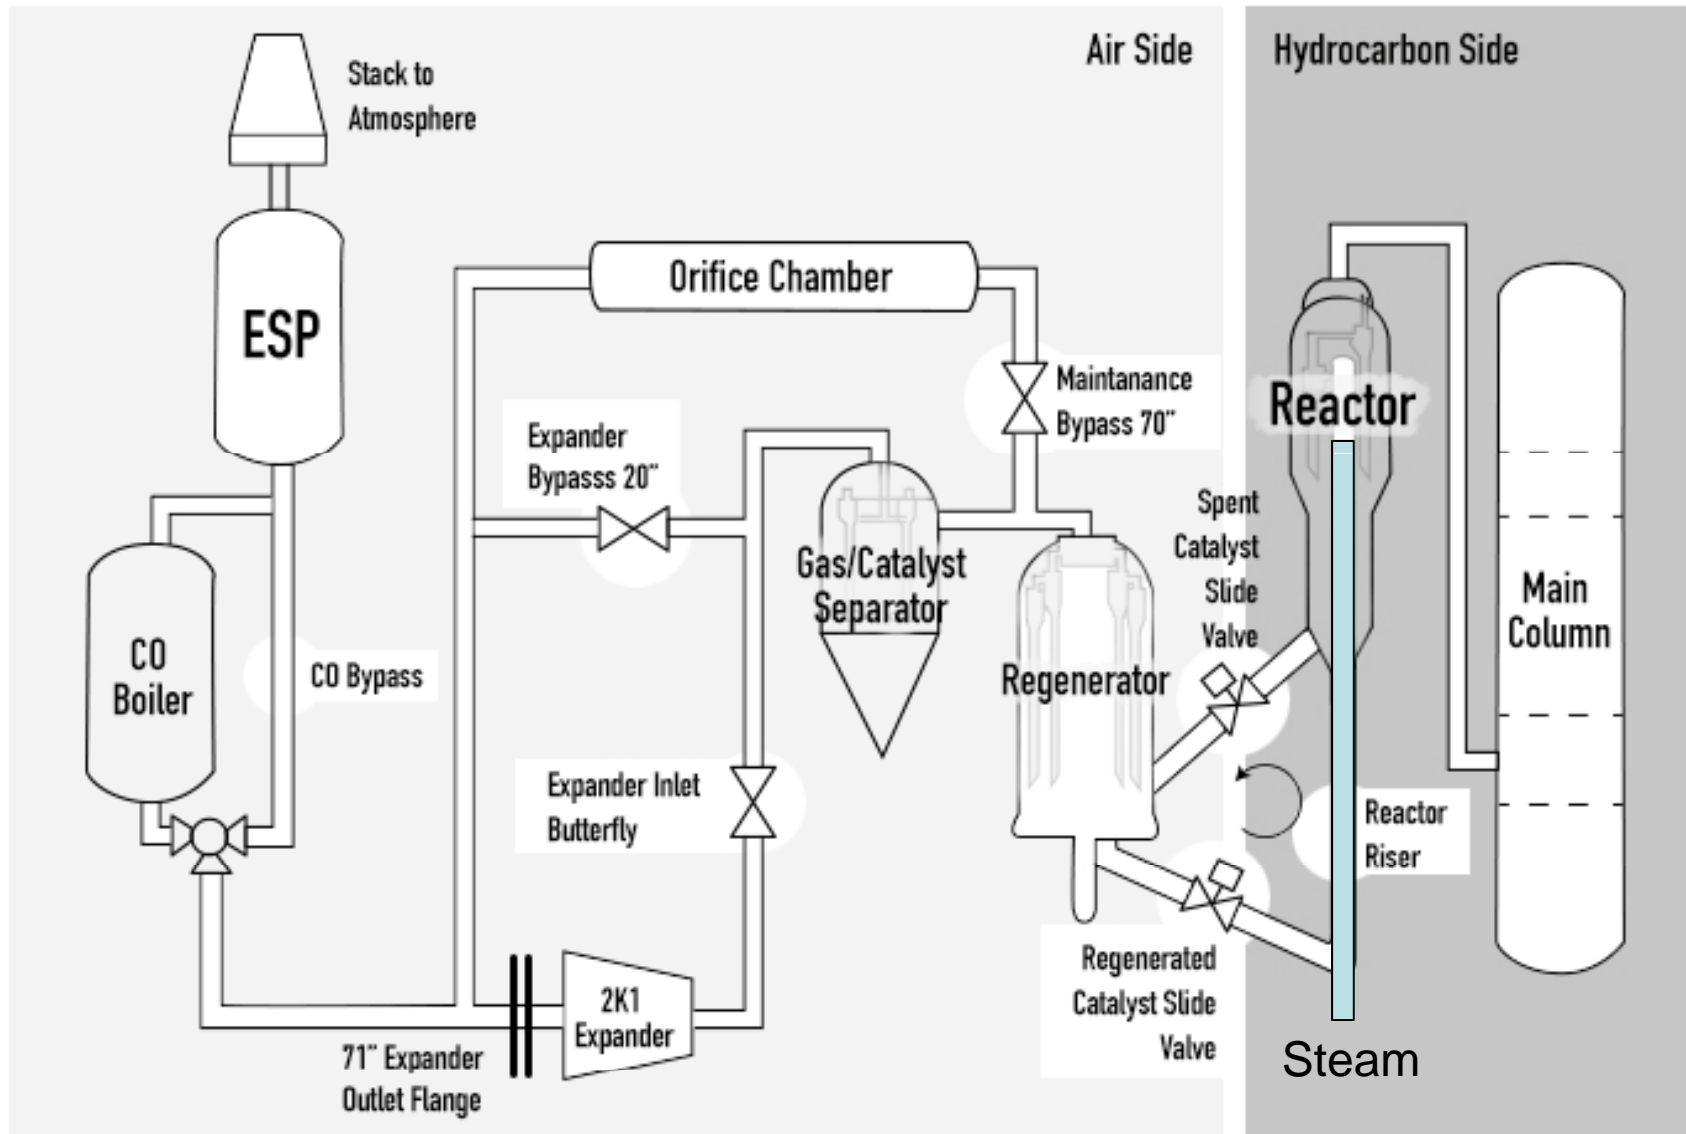 Air Side
Hydrocarbon Side
Stack to
Atmosphere
ESP
Orifice Chamber
Maintanance
Bypass 70”
Reactor
Expander
Bypasss 20”
Gas/Catalyst
Separator
Spent
Catalyst
Slide
Valve
Main
Column
CO
Boiler
CO Bypass
Regenerator
Expander Inlet
Butterfly
Reactor
Riser
Regenerated
Catalyst Slide
Valve
2K1
Expander
71” Expander
Outlet Flange
Steam